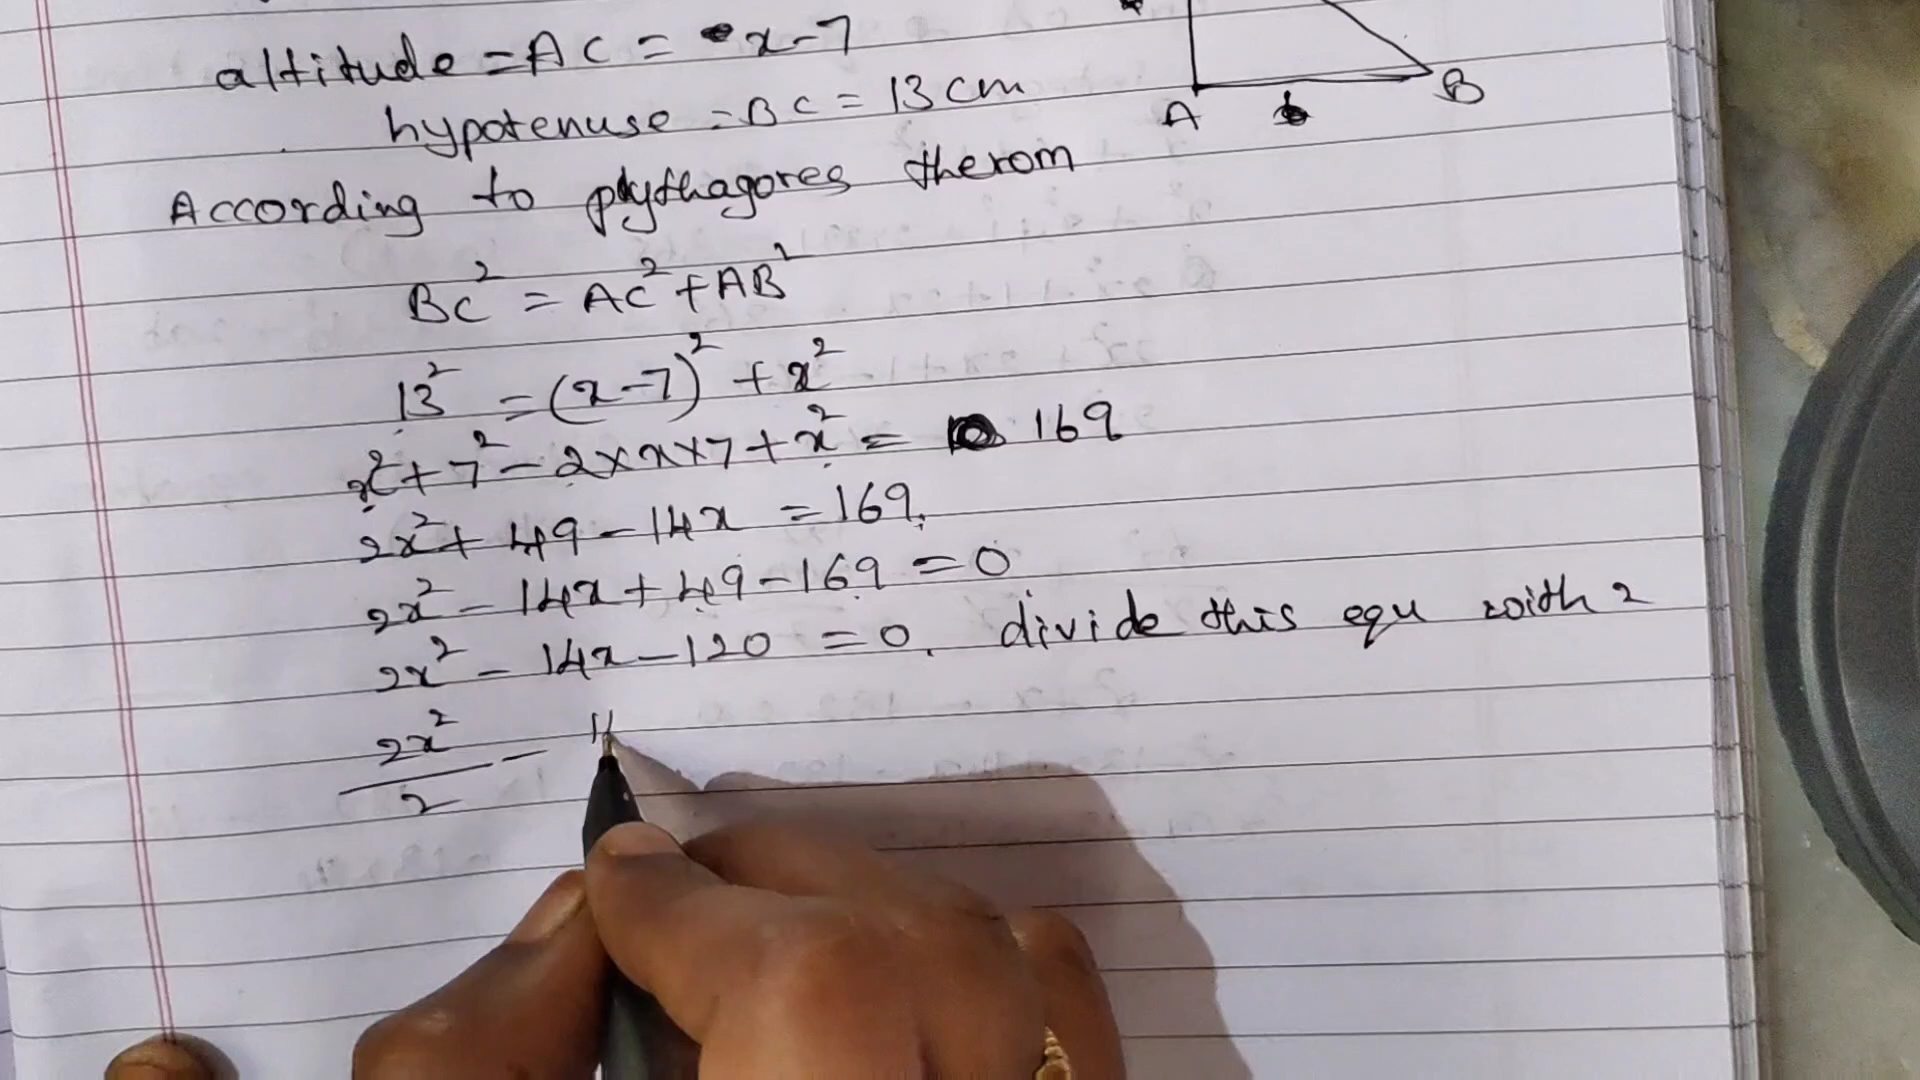 altitude = AC = x-7
hypotenuse = BC = 13 cm
A B
According to pythagores therom
BC² = AC² + AB²
13² = (x-7)² + x²
x² + 7² - 2×x×7 + x² = 169
2x² + 49 - 14x = 169.
2x² - 14x + 49 - 169 = 0
2x² - 14x - 120 = 0. divide this equ with 2
2x²/2 -